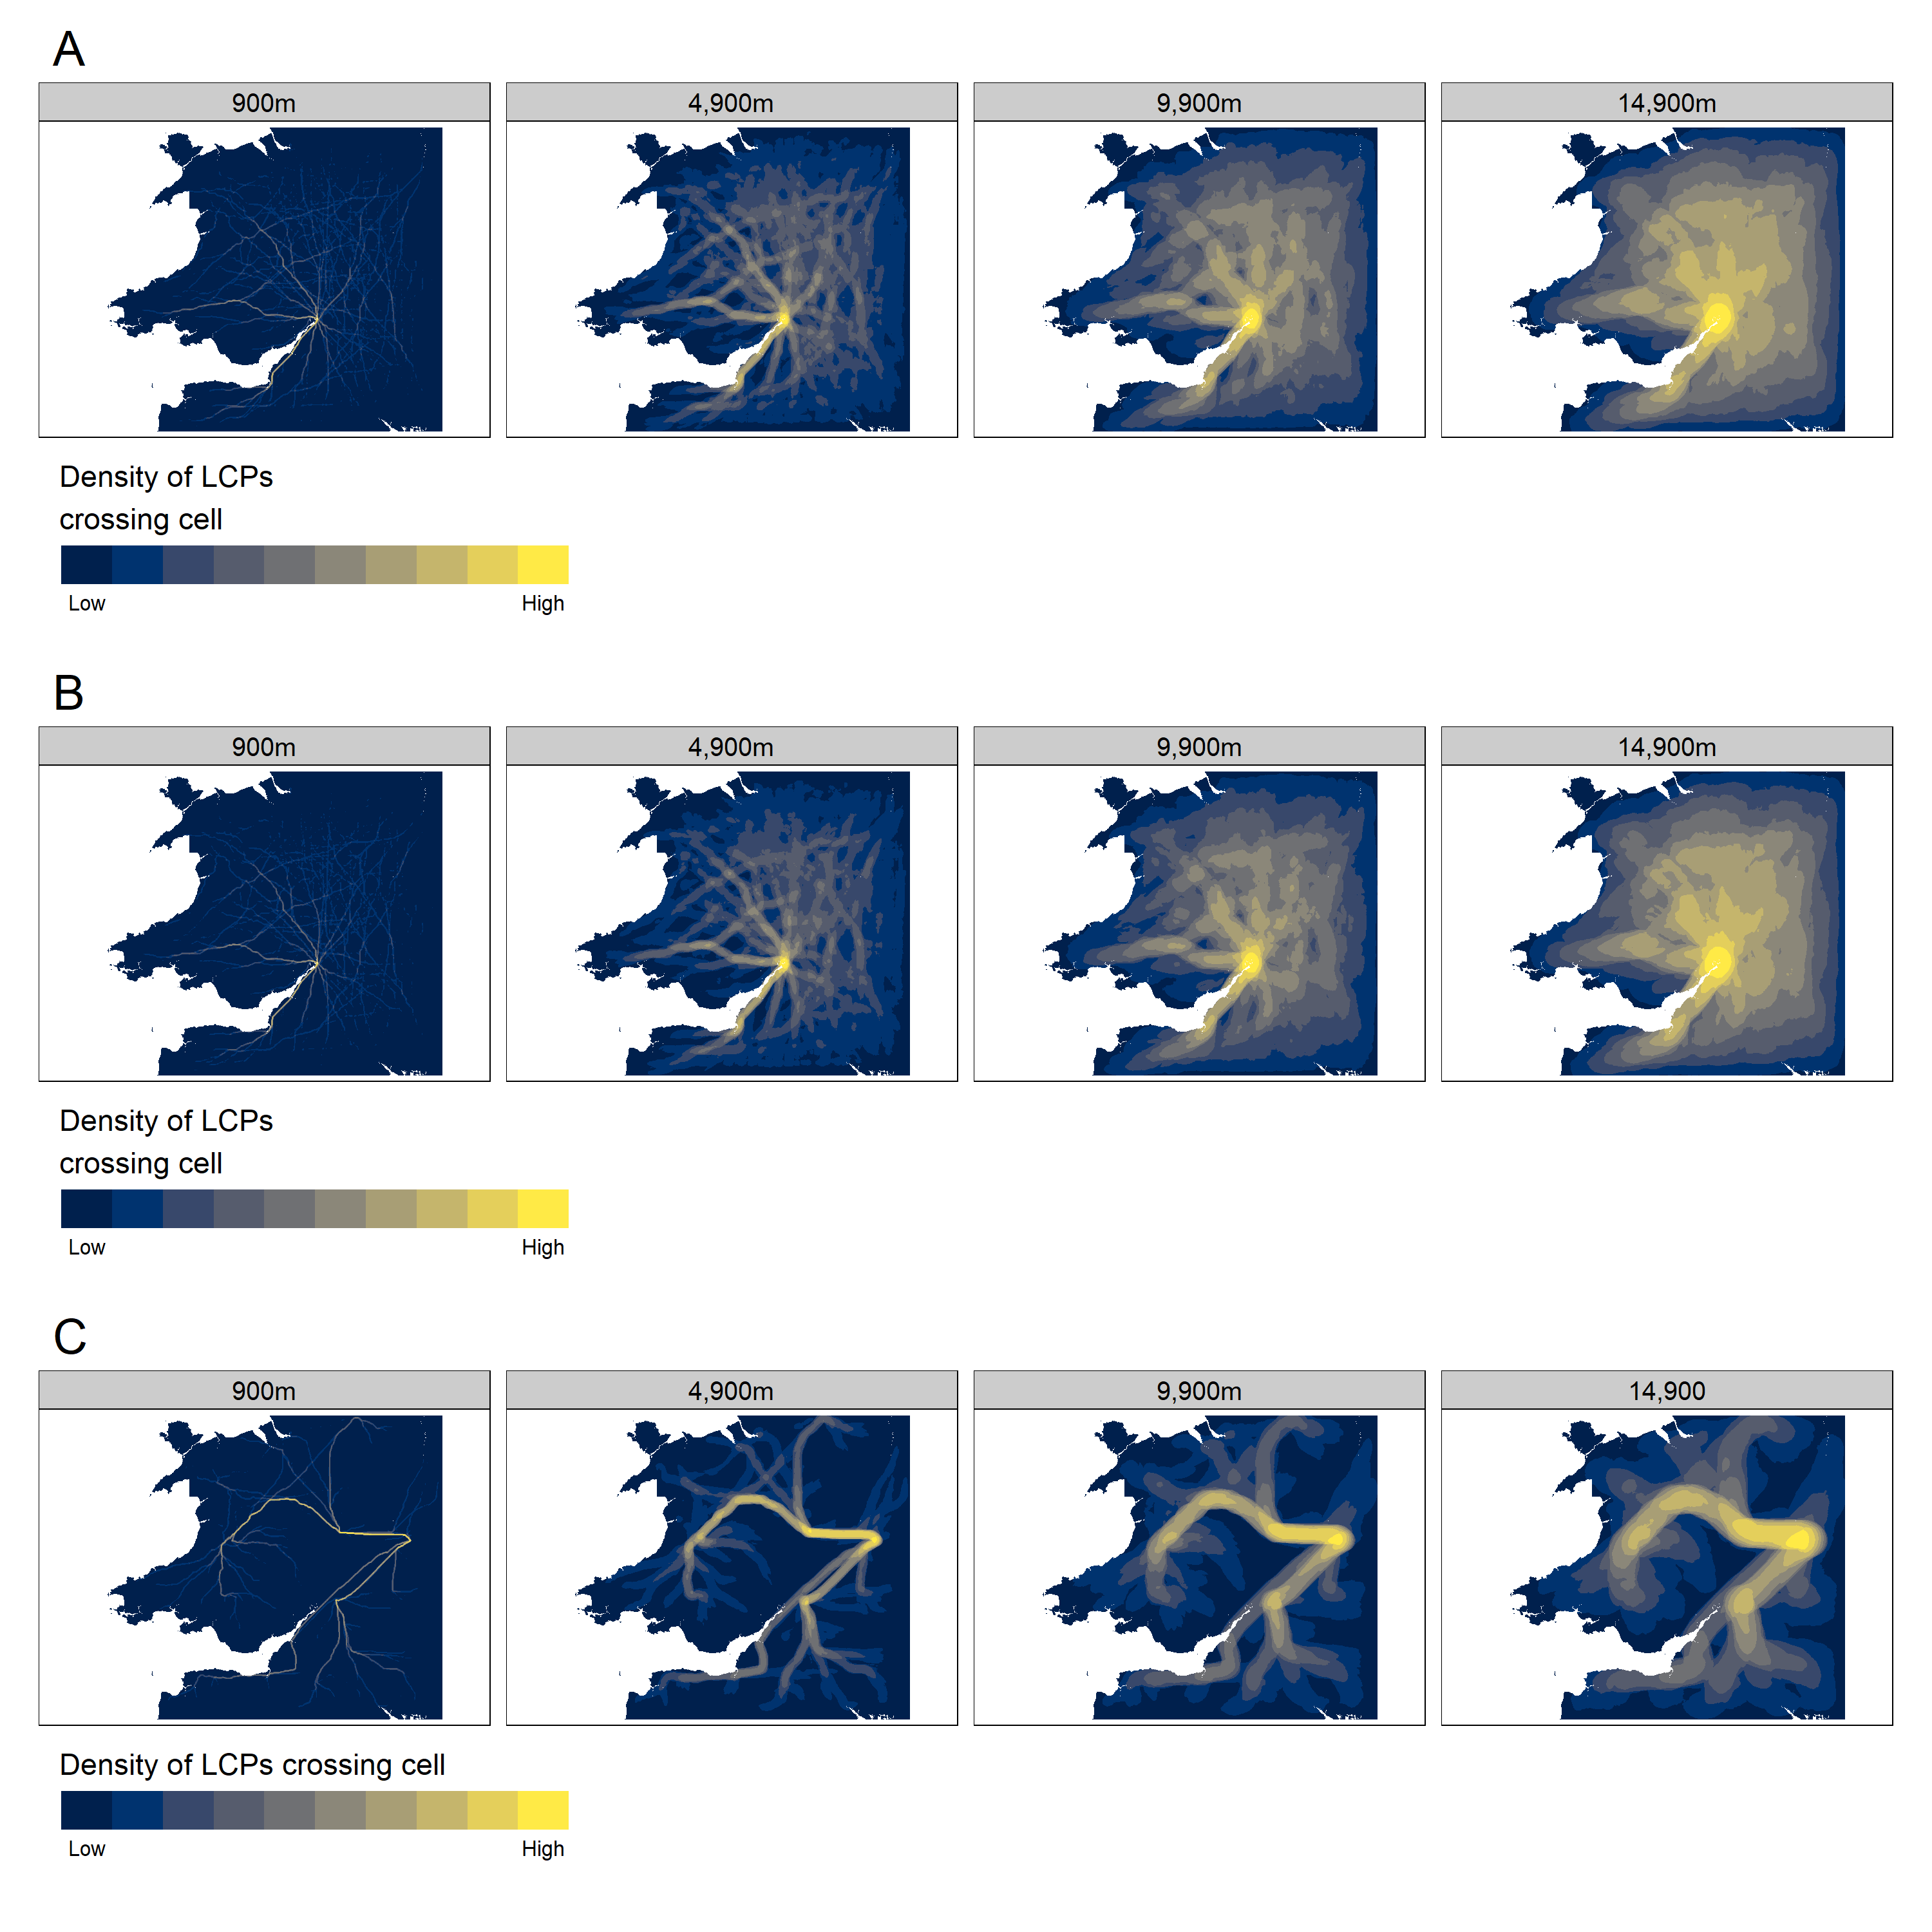 A
900m
4,900m
9,900m
14,900m
Density of LCPs
crossing cell
Low
High
B
900m
4,900m
9,900m
14,900m
Density of LCPs
crossing cell
Low
High
C
900m
4,900m
9,900m
14,900
Density of LCPs crossing cell
Low
High